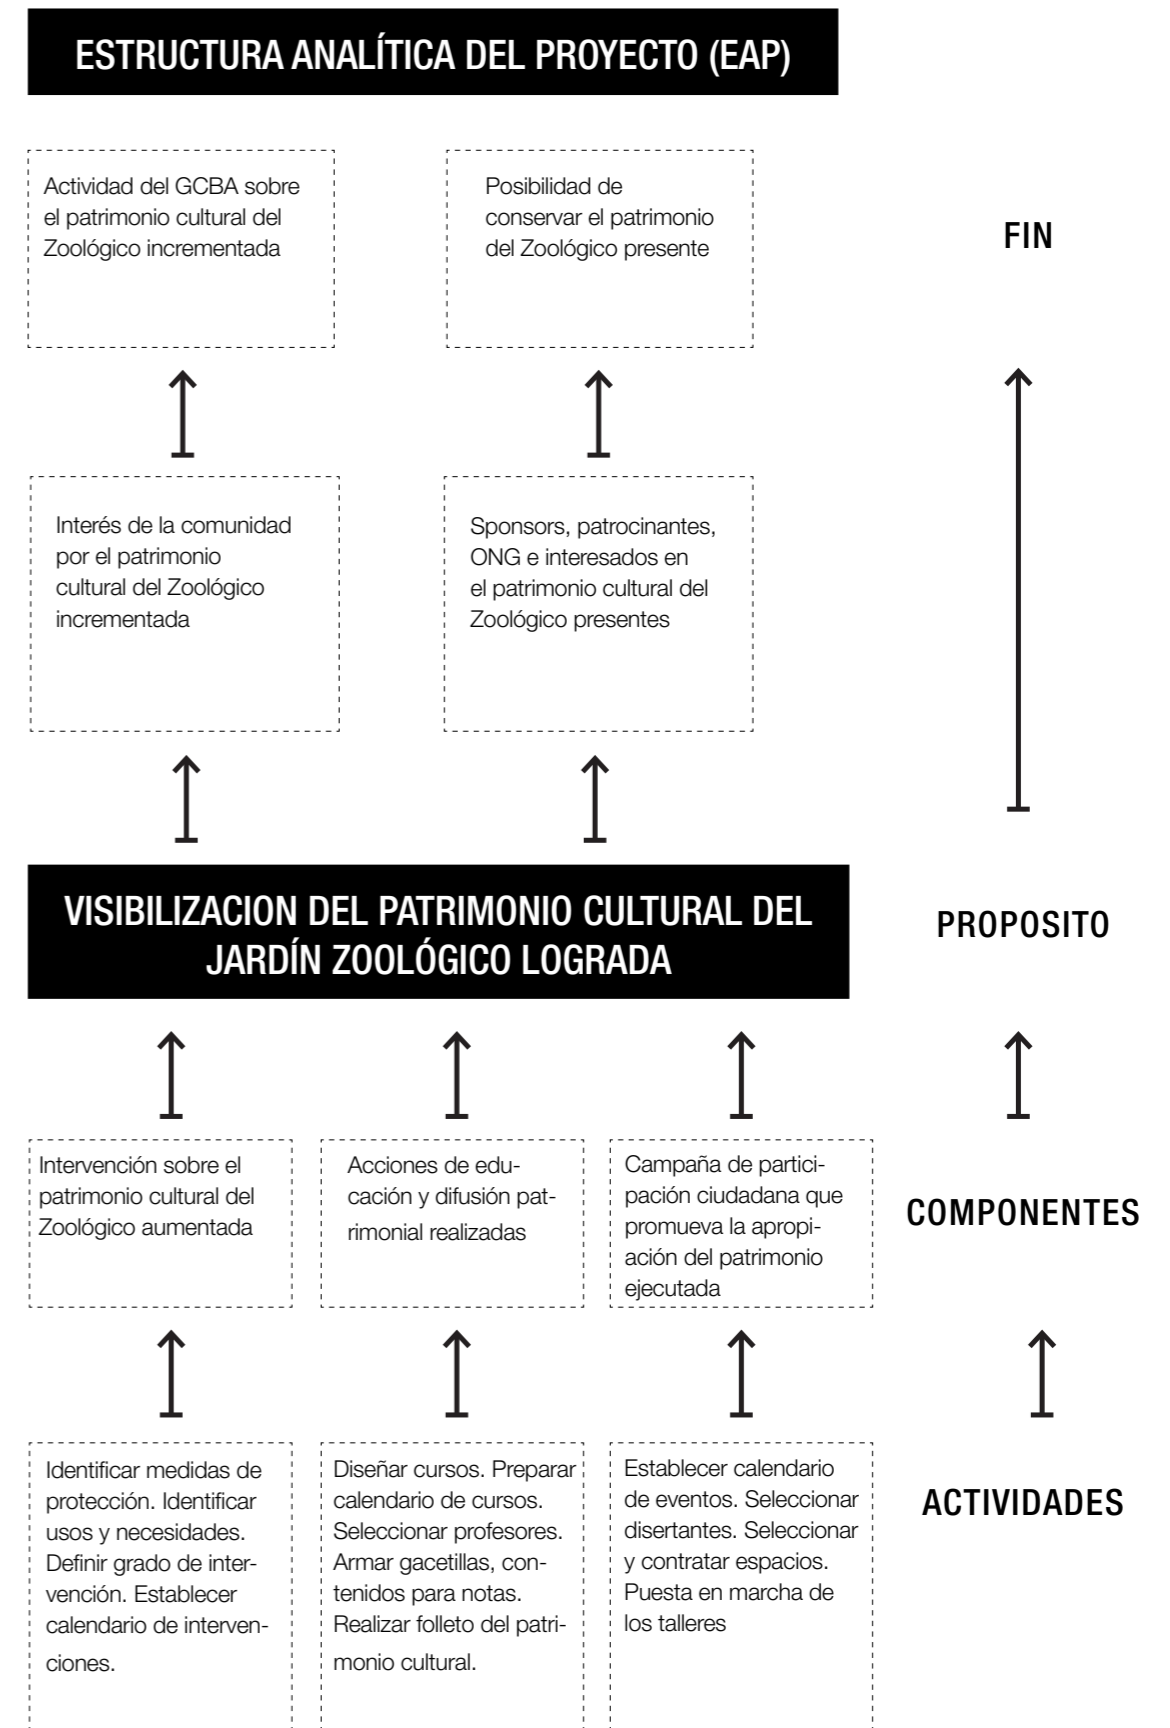 ESTRUCTURA ANALÍTICA DEL PROYECTO (EAP)
Actividad del GCBA sobre
el patrimonio cultural del
Zoológico incrementada
Posibilidad de
conservar el patrimonio
del Zoológico presente
FIN
Interés de la comunidad
por el patrimonio
cultural del Zoológico
incrementada
Sponsors, patrocinantes,
ONG e interesados en
el patrimonio cultural del
Zoológico presentes
VISIBILIZACION DEL PATRIMONIO CULTURAL DEL
JARDÍN ZOOLÓGICO LOGRADA
PROPOSITO
Intervención sobre el
patrimonio cultural del
Zoológico aumentada
Acciones de edu-
cación y difusión pat-
rimonial realizadas
Campaña de partici-
pación ciudadana que
promueva la apropi-
ación del patrimonio
ejecutada
COMPONENTES
Identificar medidas de
protección. Identificar
usos y necesidades.
Definir grado de inter-
vención. Establecer
calendario de interven-
ciones.
Diseñar cursos. Preparar
calendario de cursos.
Seleccionar profesores.
Armar gacetillas, con-
tenidos para notas.
Realizar folleto del patri-
monio cultural.
Establecer calendario
de eventos. Seleccionar
disertantes. Seleccionar
y contratar espacios.
Puesta en marcha de
los talleres
ACTIVIDADES